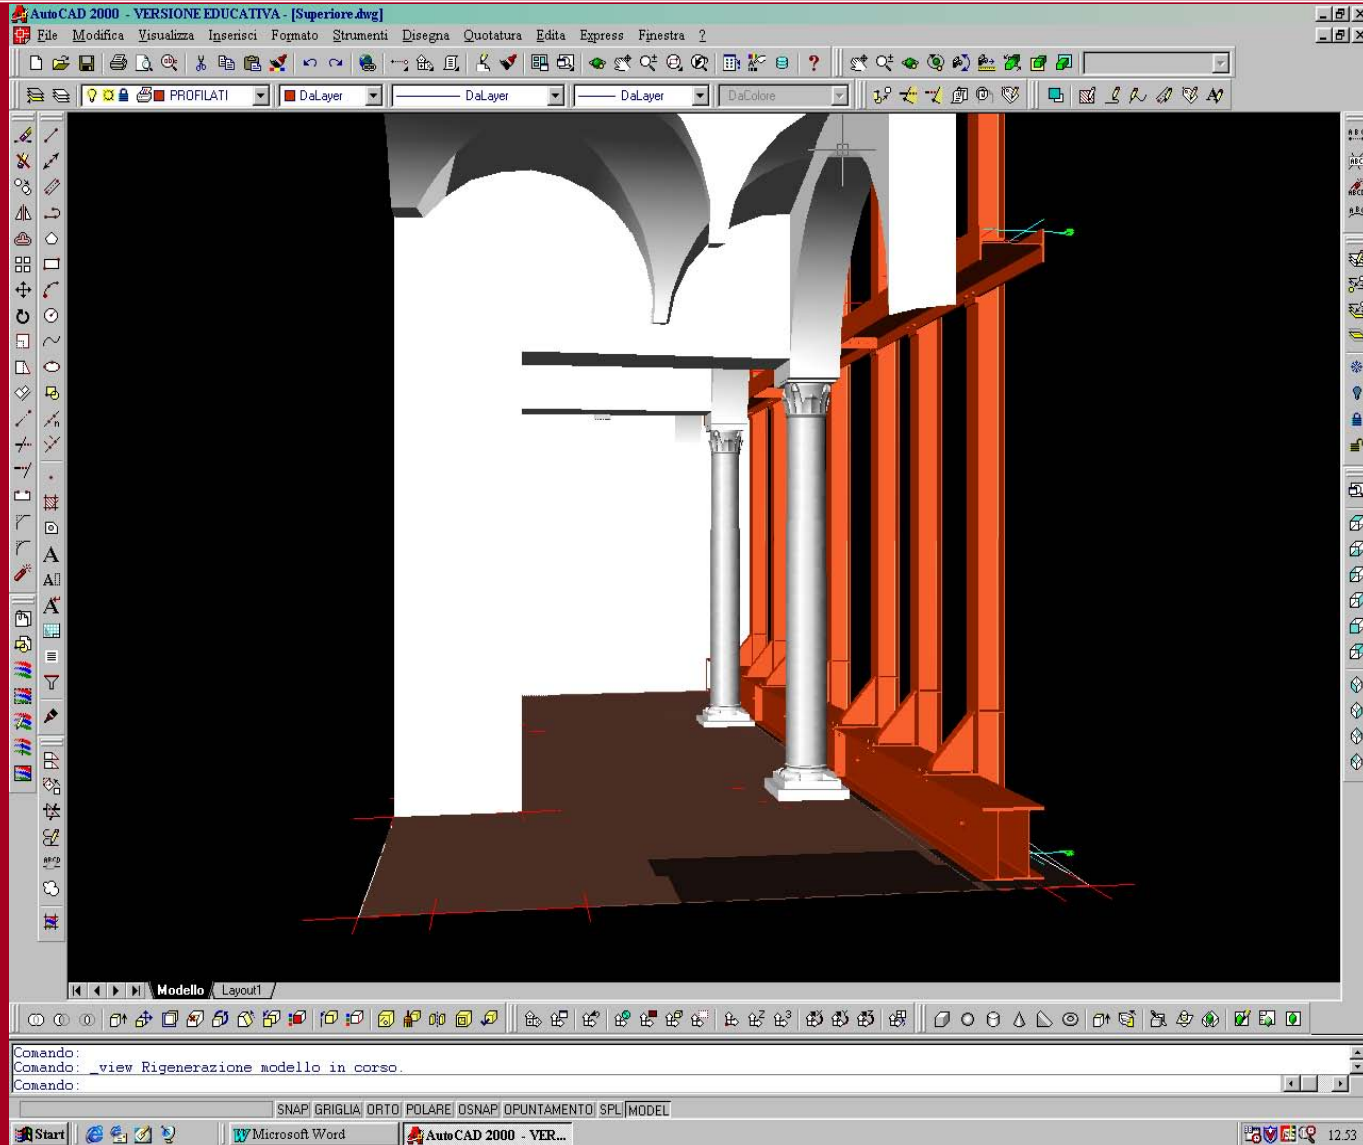 AutoCAD 2000 - VERSIONE EDUCATIVA - [Superiore.dwg]
File Modifica Visualizza Inserisci Formato Strumenti Disegna Quotatura Edita Express Finestra ?
PROFILATI DaLayer DaLayer DaLayer DaColore
Modello Layout1
Comando:
Comando: _view Rigenerazione modello in corso.
Comando:
SNAP GRIGLIA ORTO POLARE OSNAP OPUNTAMENTO SPL MODEL
Start Microsoft Word AutoCAD 2000 - VER... 12.53